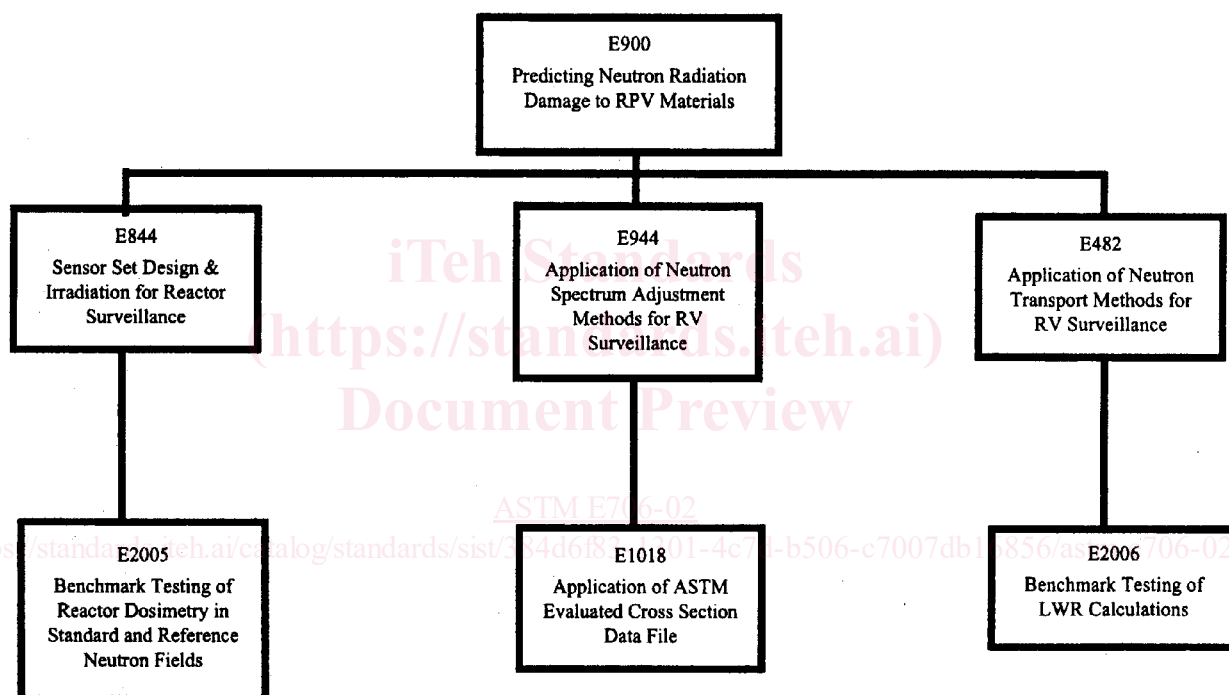 E900
Predicting Neutron Radiation
Damage to RPV Materials
E844
Sensor Set Design &
Irradiation for Reactor
Surveillance
E944
Application of Neutron
Spectrum Adjustment
Methods for RV
Surveillance
E482
Application of Neutron
Transport Methods for
RV Surveillance
iTeh Standards
(https://standards.iteh.ai)
Document Preview
ASTM E706-02
E2005
Benchmark Testing of
Reactor Dosimetry in
Standard and Reference
Neutron Fields
E1018
Application of ASTM
Evaluated Cross Section
Data File
E2006
Benchmark Testing of
LWR Calculations